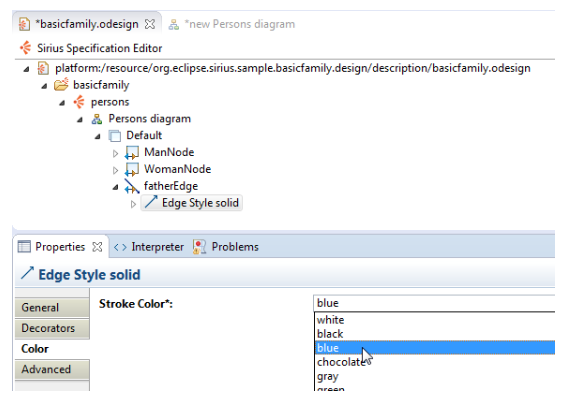 *basicfamily.odesign
*new Persons diagram
Sirius Specification Editor
platform:/resource/org.eclipse.sirius.sample.basicfamily.design/description/basicfamily.odesign
basicfamily
persons
Persons diagram
Default
ManNode
WomanNode
fatherEdge
Edge Style solid
Properties
Interpreter
Problems
Edge Style solid
General
Stroke Color*:
blue
Decorators
Color
Advanced
white
black
blue
chocolate
gray
green